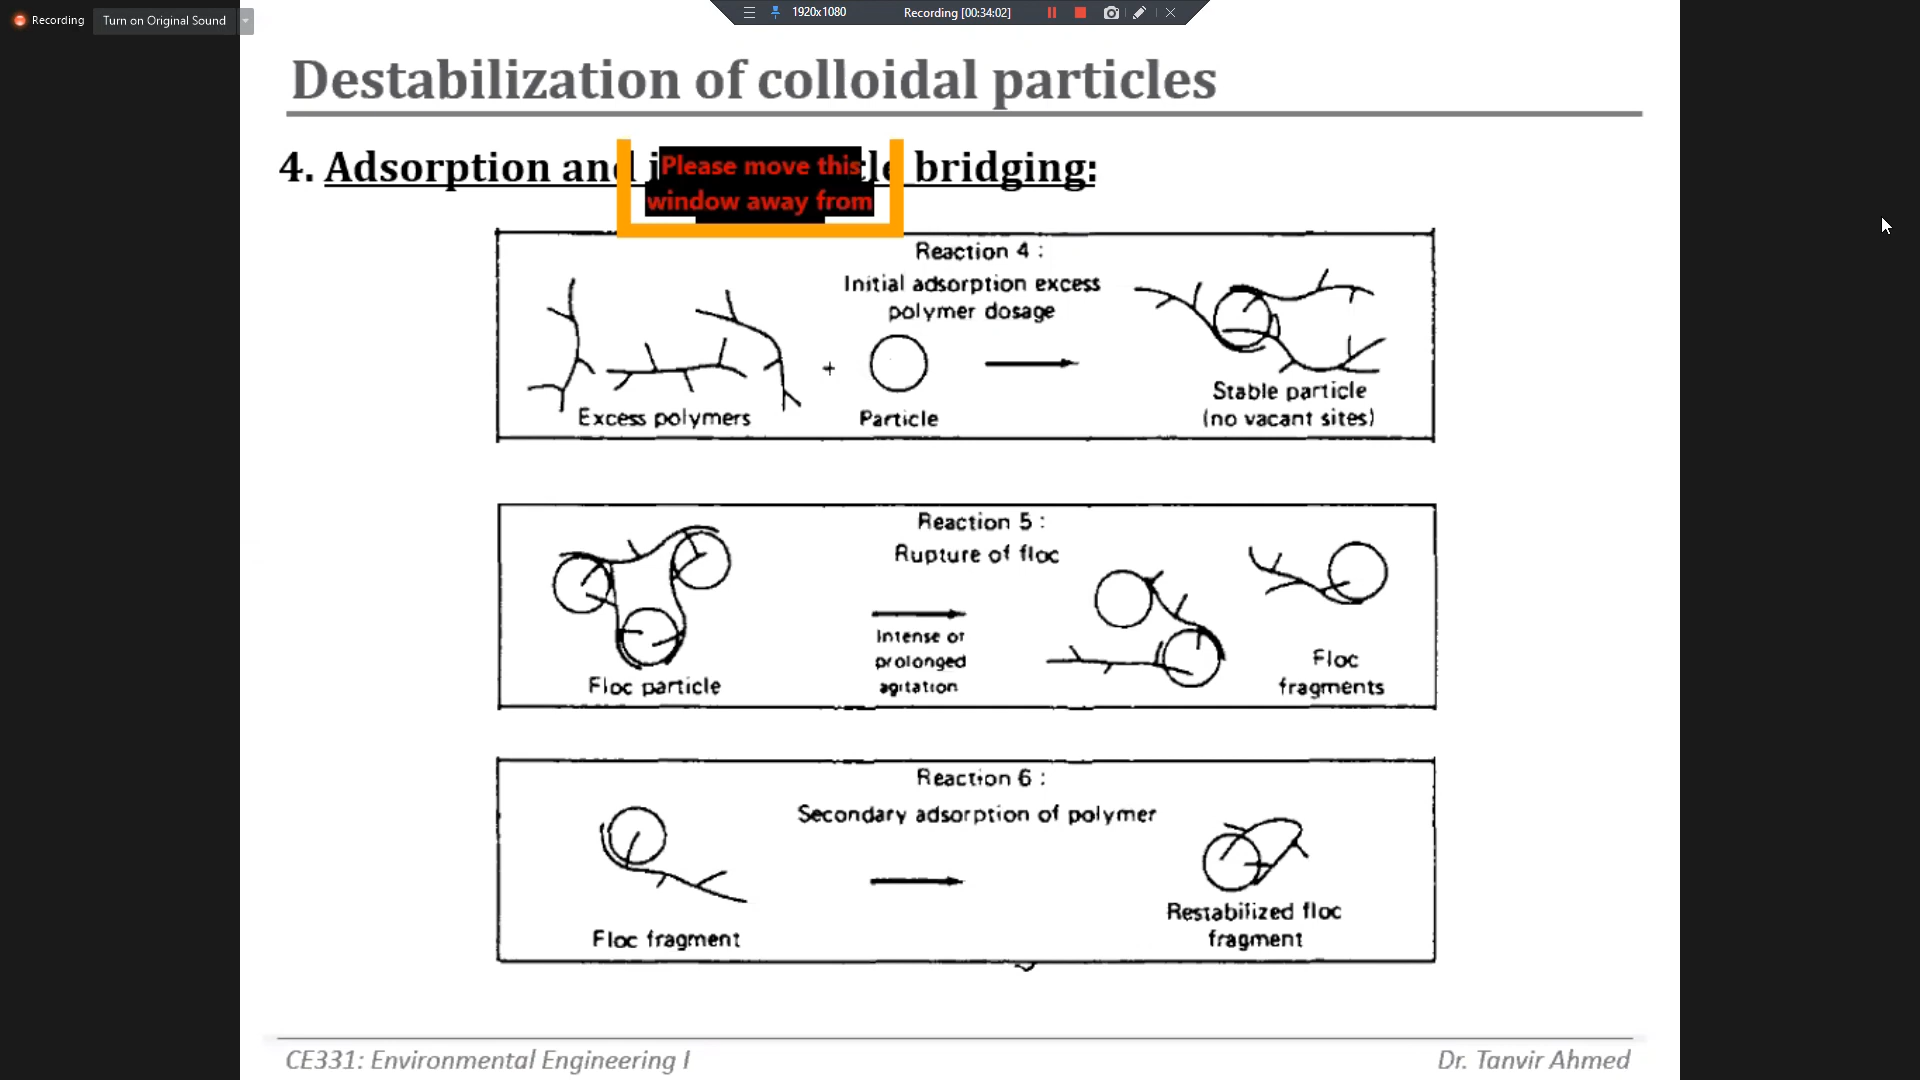 Recording
Turn on Original Sound
1920x1080
Recording [00:34:02]
Destabilization of colloidal particles
4. Adsorption and bridging:
Please move this
window away from
Reaction 4 :
Initial adsorption excess
polymer dosage
+
Excess polymers
Particle
Stable particle
(no vacant sites)
Reaction 5 :
Rupture of floc
Intense or
prolonged
agitation
Floc particle
Floc
fragments
Reaction 6 :
Secondary adsorption of polymer
Floc fragment
Restabilized floc
fragment
CE331: Environmental Engineering I
Dr. Tanvir Ahmed